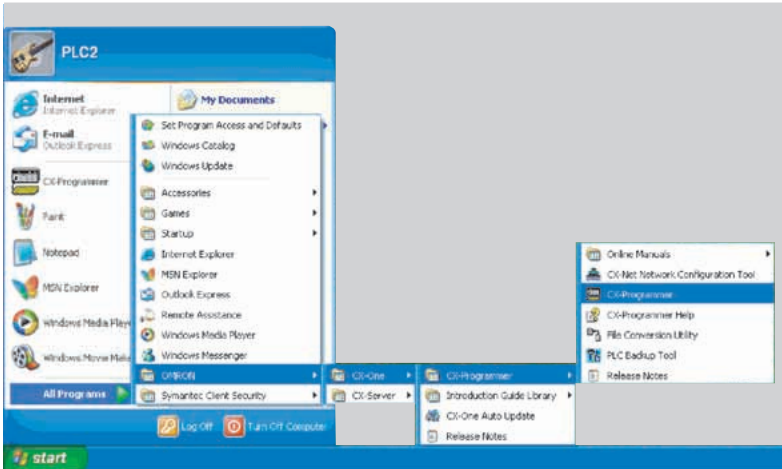 PLC2
Internet
Internet Explorer
E-mail
Outlook Express
CX-Programmer
Paint
Notepad
MSN Explorer
Windows Media Playe
Windows Movie Make
All Programs
My Documents
Set Program Access and Defaults
Windows Catalog
Windows Update
Accessories
Games
Startup
Internet Explorer
MSN Explorer
Outlook Express
Remote Assistance
Windows Media Player
Windows Messenger
OMRON
Symantec Client Security
CX-One
CX-Server
CX-Programmer
Introduction Guide Library
CX-One Auto Update
Release Notes
Online Manuals
CX-Net Network Configuration Tool
CX-Programmer
CX-Programmer Help
File Conversion Utility
PLC Backup Tool
Release Notes
Log Off
Turn Off Computer
start